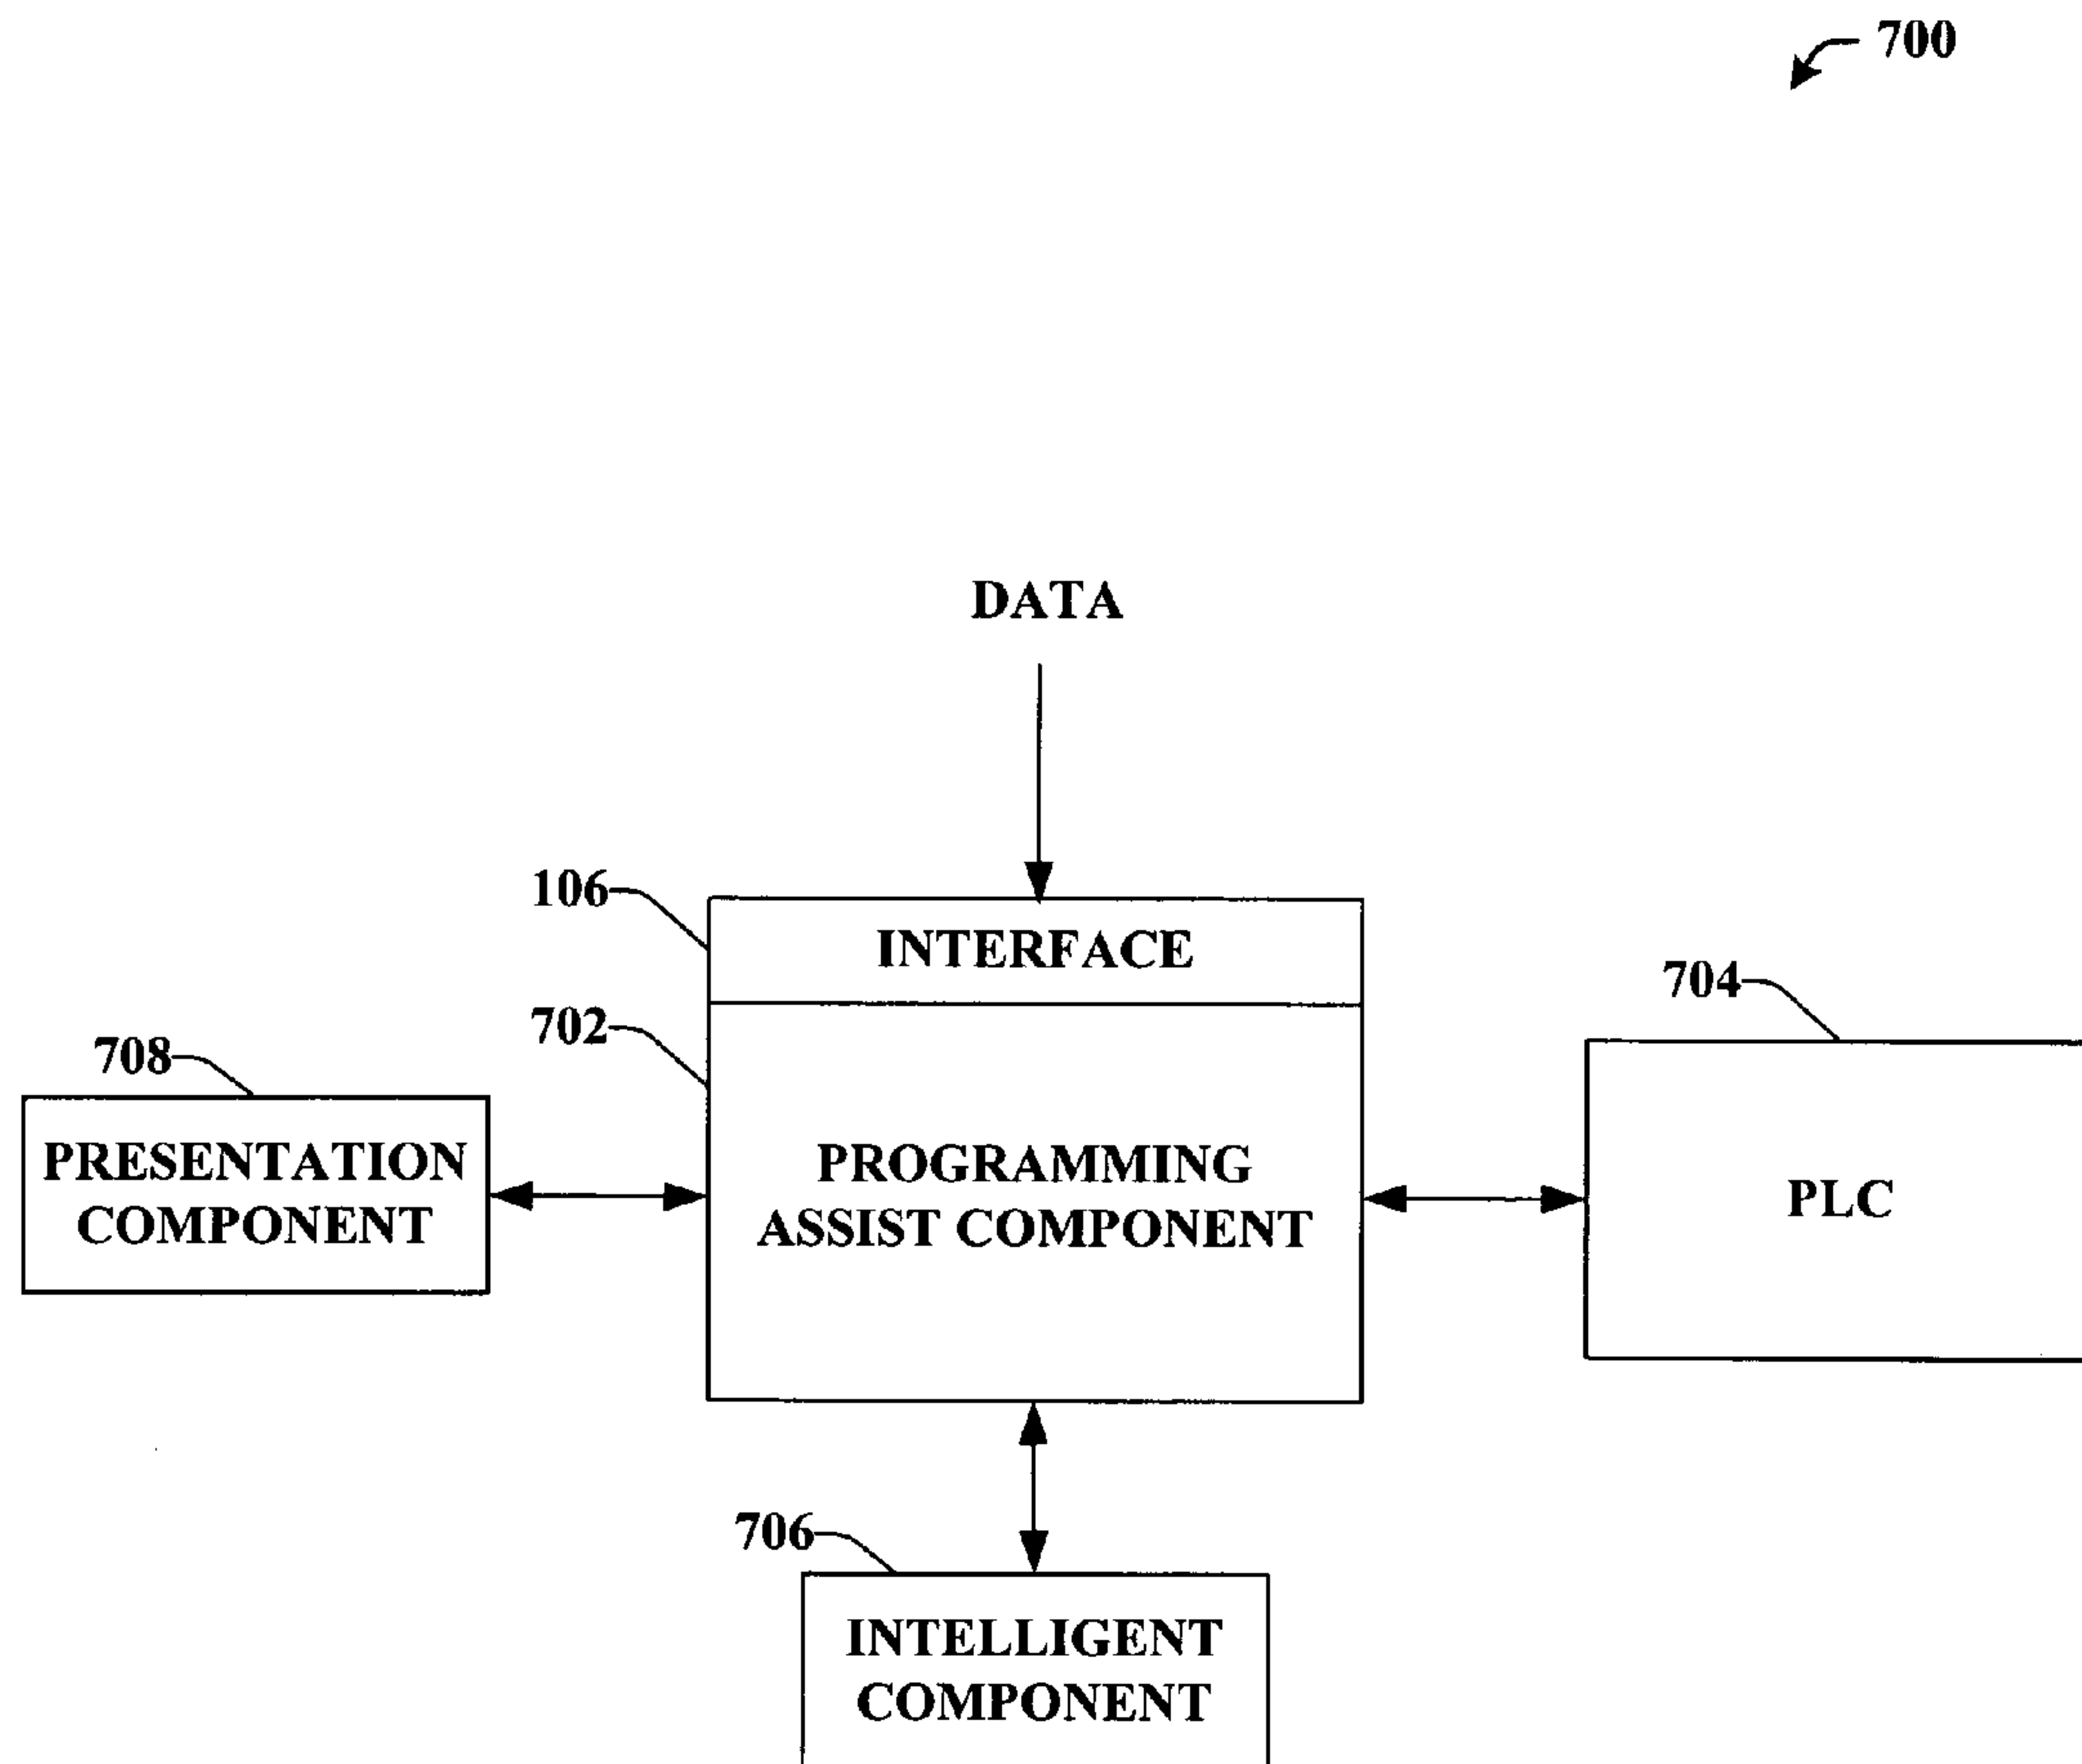 700
DATA
106
INTERFACE
702
704
708
PRESENTATION
COMPONENT
PROGRAMMING
ASSIST COMPONENT
PLC
706
INTELLIGENT
COMPONENT